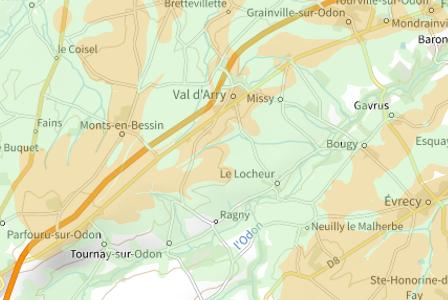 Bretteville­tte
Tourville-sur-Odon
Grainville-sur-Odon
Mondrainvi
Baron
le Coisel
Val d'Arry
Missy
Gavrus
Fains
Monts-en-Bessin
Buquet
Bougy
Esquay
Le Locheur
Évrecy
Ragny
Parfouru-sur-Odon
l'Odon
Neuilly le Malherbe
Tournay-sur-Odon
D8
Ste-Honorine-d
Fay